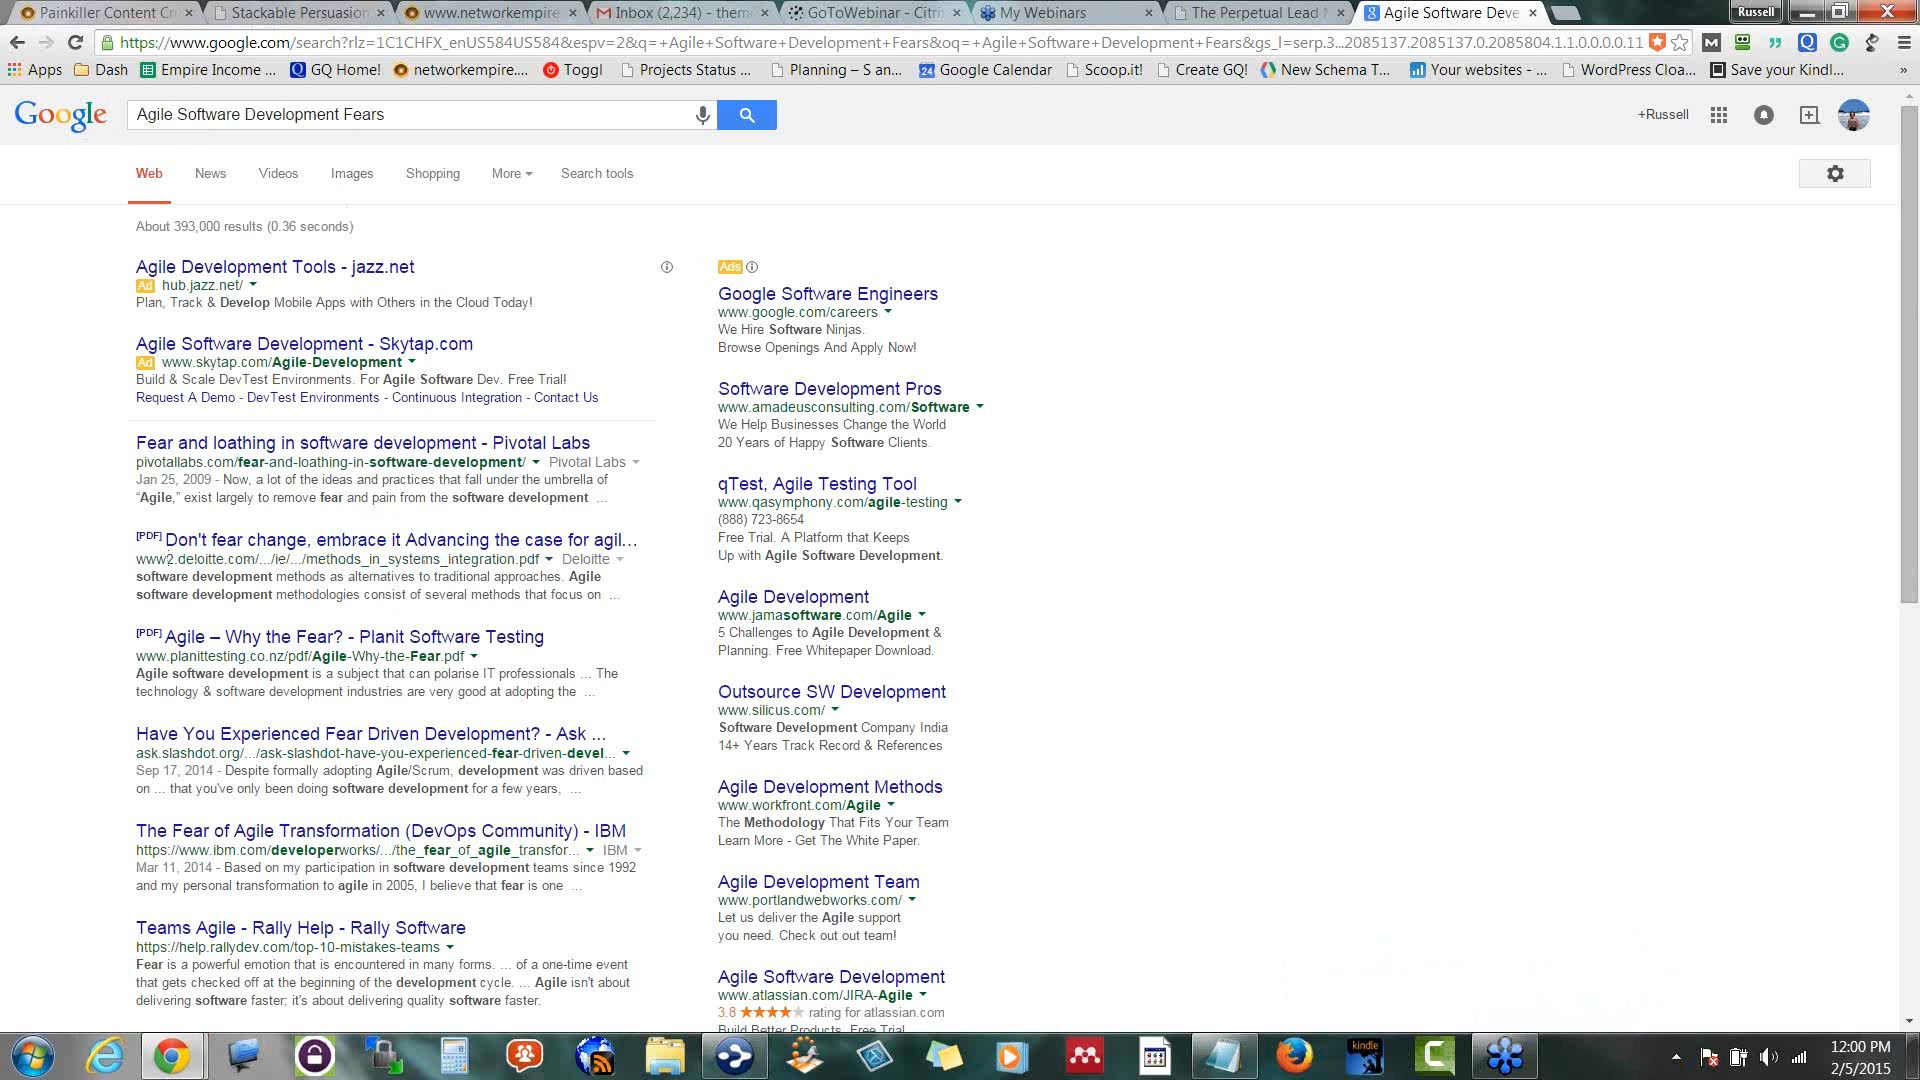 Painkiller Content Cr
Stackable Persuasion
www.networkempire
Inbox (2,234) - them
GoToWebinar - Citri
My Webinars
The Perpetual Lead
Agile Software Deve
Russell
https://www.google.com/search?rlz=1C1CHFX_enUS584US584&espv=2&q=+Agile+Software+Development+Fears&oq=+Agile+Software+Development+Fears&gs_l=serp.3...2085137.2085137.0.2085804.1.1.0.0.0.0.11
Apps
Dash
Empire Income ...
GQ Home!
networkempire....
Toggl
Projects Status ...
Planning – S an...
Google Calendar
Scoop.it!
Create GQ!
New Schema T...
Your websites - ...
WordPress Cloa...
Save your Kindl...
»
Google
Agile Software Development Fears
+Russell
Web
News
Videos
Images
Shopping
More
Search tools
About 393,000 results (0.36 seconds)
Agile Development Tools - jazz.net
Ad hub.jazz.net/
Plan, Track & Develop Mobile Apps with Others in the Cloud Today!
Agile Software Development - Skytap.com
Ad www.skytap.com/Agile-Development
Build & Scale DevTest Environments. For Agile Software Dev. Free Trial!
Request A Demo - DevTest Environments - Continuous Integration - Contact Us
Fear and loathing in software development - Pivotal Labs
pivotallabs.com/fear-and-loathing-in-software-development/ Pivotal Labs
Jan 25, 2009 - Now, a lot of the ideas and practices that fall under the umbrella of
“Agile,” exist largely to remove fear and pain from the software development ...
[PDF] Don't fear change, embrace it Advancing the case for agil...
www2.deloitte.com/.../ie/.../methods_in_systems_integration.pdf Deloitte
software development methods as alternatives to traditional approaches. Agile
software development methodologies consist of several methods that focus on ...
[PDF] Agile – Why the Fear? - Planit Software Testing
www.planittesting.co.nz/pdf/Agile-Why-the-Fear.pdf
Agile software development is a subject that can polarise IT professionals ... The
technology & software development industries are very good at adopting the ...
Have You Experienced Fear Driven Development? - Ask ...
ask.slashdot.org/.../ask-slashdot-have-you-experienced-fear-driven-devel...
Sep 17, 2014 - Despite formally adopting Agile/Scrum, development was driven based
on ... that you've only been doing software development for a few years, ...
The Fear of Agile Transformation (DevOps Community) - IBM
https://www.ibm.com/developerworks/.../the_fear_of_agile_transfor... IBM
Mar 11, 2014 - Based on my participation in software development teams since 1992
and my personal transformation to agile in 2005, I believe that fear is one ...
Teams Agile - Rally Help - Rally Software
https://help.rallydev.com/top-10-mistakes-teams
Fear is a powerful emotion that is encountered in many forms. ... of a one-time event
that gets checked off at the beginning of the development cycle. ... Agile isn't about
delivering software faster; it's about delivering quality software faster.
Ads
Google Software Engineers
www.google.com/careers
We Hire Software Ninjas.
Browse Openings And Apply Now!
Software Development Pros
www.amadeusconsulting.com/Software
We Help Businesses Change the World
20 Years of Happy Software Clients.
qTest, Agile Testing Tool
www.qasymphony.com/agile-testing
(888) 723-8654
Free Trial. A Platform that Keeps
Up with Agile Software Development.
Agile Development
www.jamasoftware.com/Agile
5 Challenges to Agile Development &
Planning. Free Whitepaper Download.
Outsource SW Development
www.silicus.com/
Software Development Company India
14+ Years Track Record & References
Agile Development Methods
www.workfront.com/Agile
The Methodology That Fits Your Team
Learn More - Get The White Paper.
Agile Development Team
www.portlandwebworks.com/
Let us deliver the Agile support
you need. Check out out team!
Agile Software Development
www.atlassian.com/JIRA-Agile
3.8 rating for atlassian.com
Build Better Products. Free Trial
kindle
12:00 PM
2/5/2015